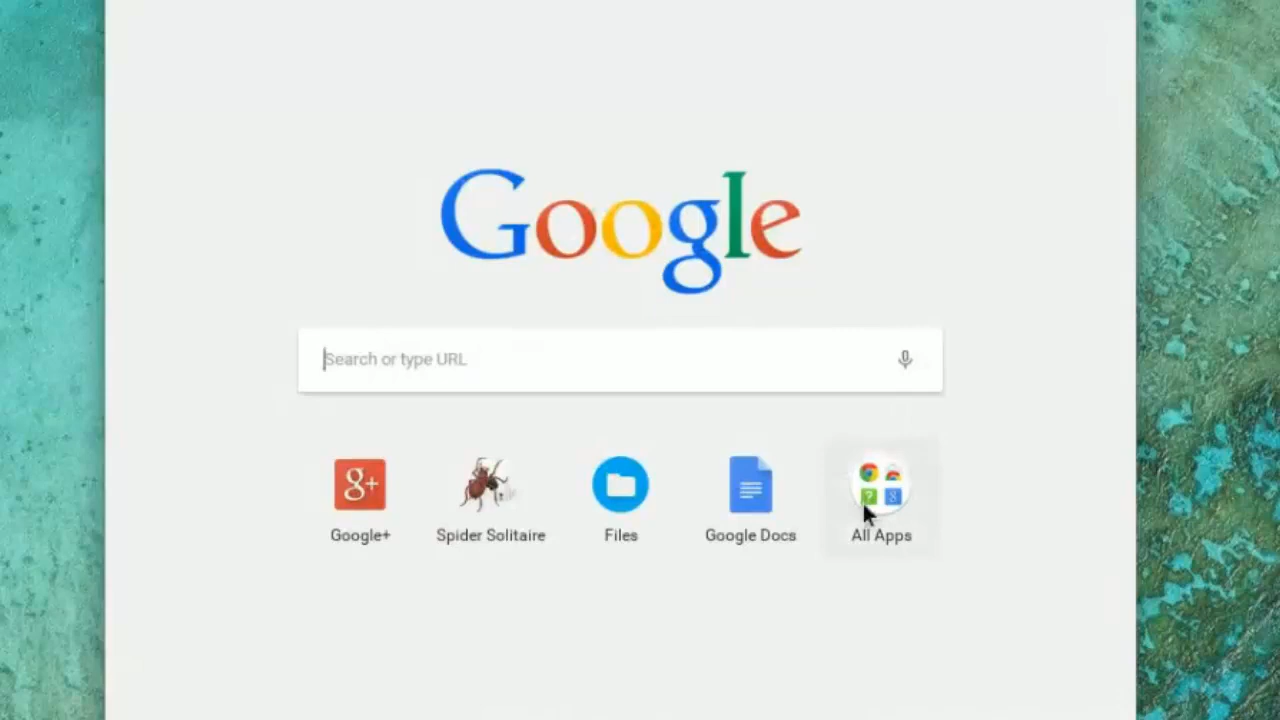 Google
Search or type URL
g+
? g
Google+ Spider Solitaire Files Google Docs All Apps